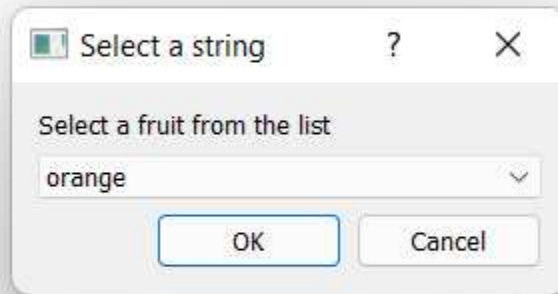 Select a string ?
Select a fruit from the list
orange
OK Cancel